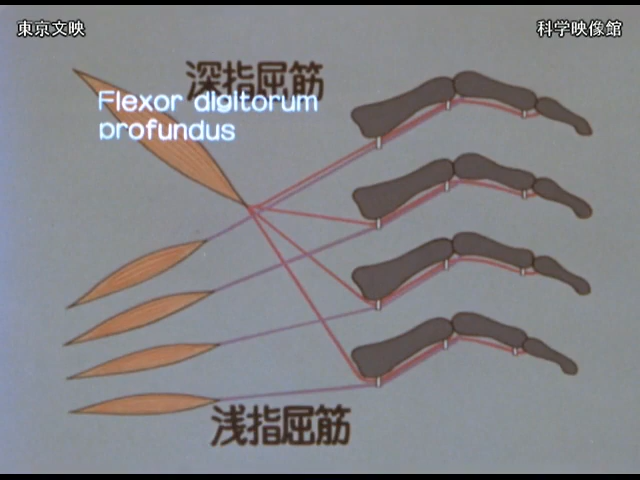 東京文映
科学映像館
深指屈筋
Flexor digitorum
profundus
浅指屈筋